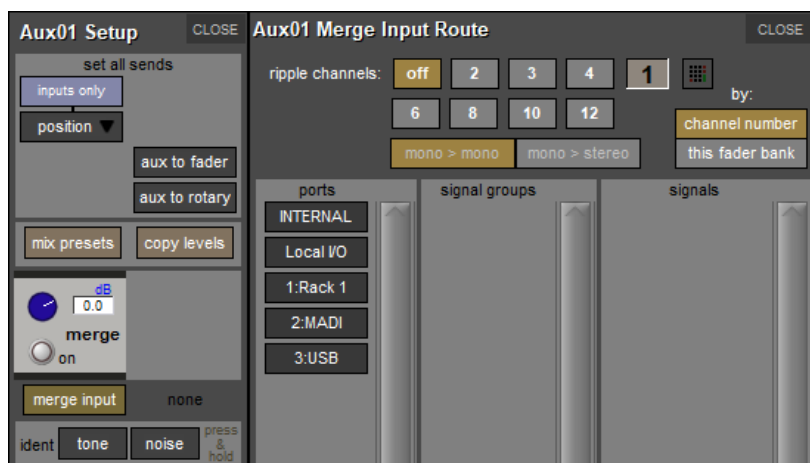 Aux01 Setup
CLOSE
set all sends
inputs only
position
aux to fader
aux to rotary
mix presets
copy levels
dB
0.0
merge
on
merge input
none
ident
tone
noise
press
&
hold
Aux01 Merge Input Route
CLOSE
ripple channels:
off
2
3
4
1
6
8
10
12
by:
channel number
this fader bank
mono > mono
mono > stereo
ports
signal groups
signals
INTERNAL
Local I/O
1:Rack 1
2:MADI
3:USB